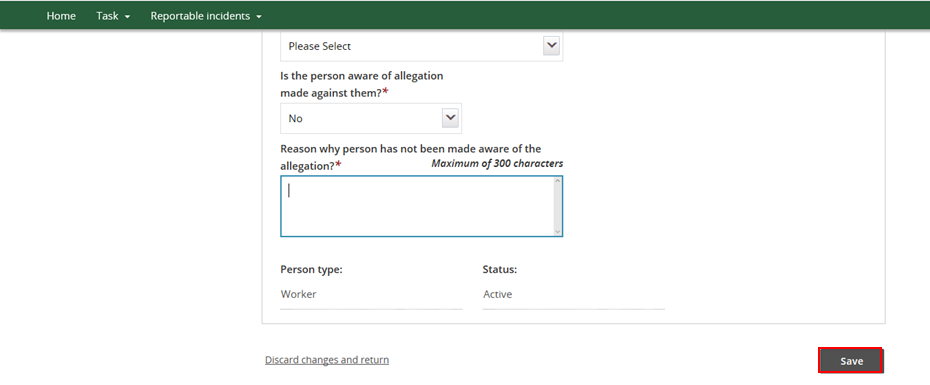 Home Task Reportable incidents
Please Select
Is the person aware of allegation
made against them?*
No
Reason why person has not been made aware of the
allegation?* Maximum of 300 characters
Person type: Status:
Worker Active
Discard changes and return Save